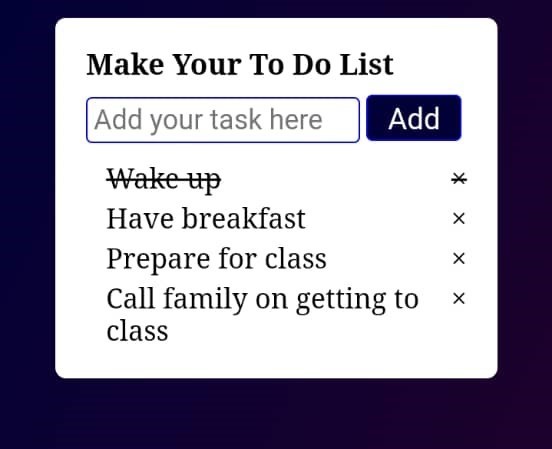 Make Your To Do List
Add your task here Add
Wake up ×
Have breakfast ×
Prepare for class ×
Call family on getting to ×
class